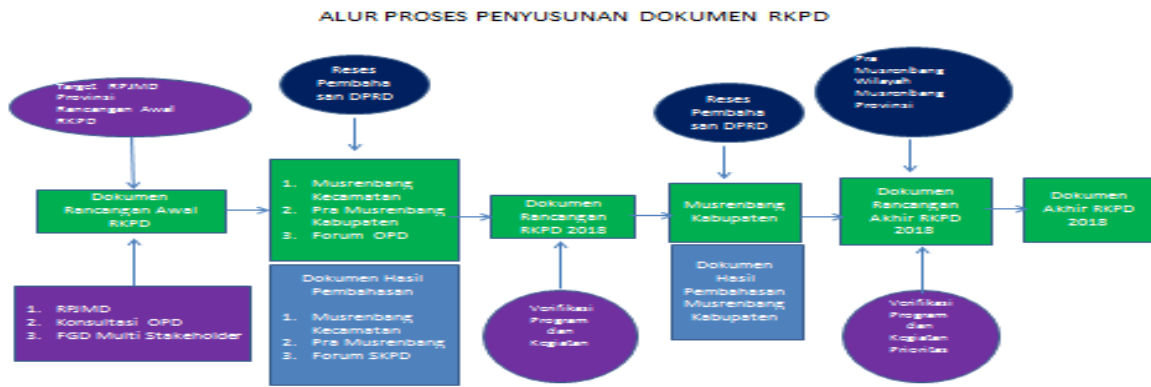 ALUR PROSES PENYUSUNAN DOKUMEN RKPD
Target RPJMD
Provinsi
Rancangan Awal
RKPD
Reses
Pembaha
san DPRD
Reses
Pembaha
san DPRD
Pra
Musrenbang
Wilayah
Musrenbang
Provinsi
Dokumen
Rancangan Awal
RKPD
1. Musrenbang
Kecamatan
2. Pra Musrenbang
Kabupaten
3. Forum OPD
Dokumen
Rancangan
RKPD 2018
Musrenbang
Kabupaten
Dokumen
Rancangan
Akhir RKPD
2018
Dokumen
Akhir RKPD
2018
1. RPJMD
2. Konsultasi OPD
3. FGD Multi Stakeholder
Dokumen Hasil
Pembahasan
1. Musrenbang
Kecamatan
2. Pra Musrenbang
3. Forum SKPD
Verifikasi
Program
dan
Kegiatan
Dokumen
Hasil
Pembahasan
Musrenbang
Kabupaten
Verifikasi
Program
dan
Kegiatan
Prioritas